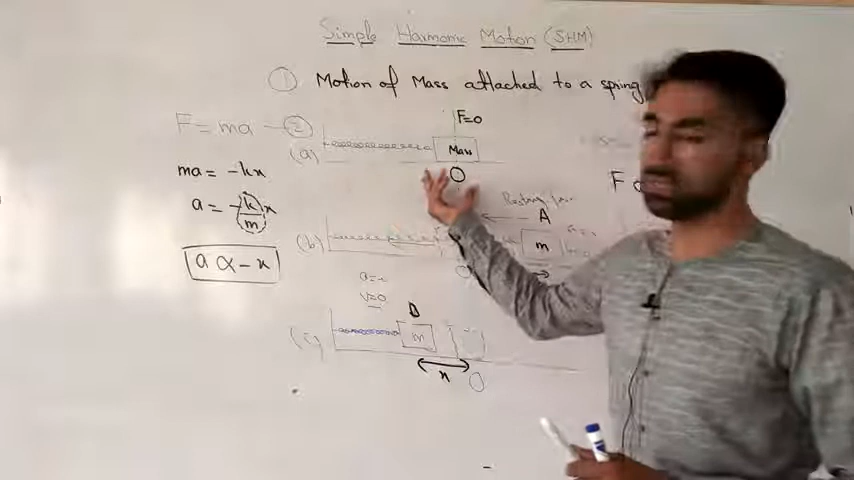 Simple Harmonic Motion (SHM)
① Motion of Mass attached to a spring
F = ma — ②
F=0
(a)
Mass
O
ma = -kx
F
a = -k/m x
Resting
A
(b)
m
a α - x
a=
v=0
D
(c)
m
x
O